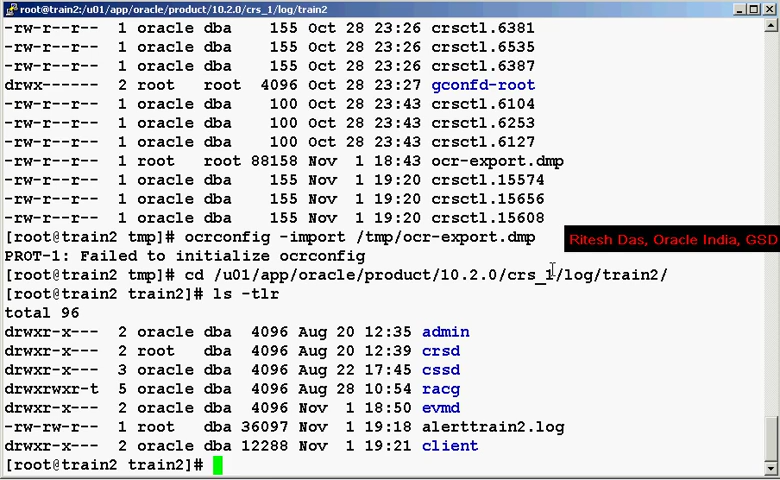 root@train2:/u01/app/oracle/product/10.2.0/crs_1/log/train2
-rw-r--r-- 1 oracle dba 155 Oct 28 23:26 crsctl.6381
-rw-r--r-- 1 oracle dba 155 Oct 28 23:26 crsctl.6535
-rw-r--r-- 1 oracle dba 155 Oct 28 23:26 crsctl.6387
drwx------ 2 root root 4096 Oct 28 23:27 gconfd-root
-rw-r--r-- 1 oracle dba 100 Oct 28 23:43 crsctl.6104
-rw-r--r-- 1 oracle dba 100 Oct 28 23:43 crsctl.6253
-rw-r--r-- 1 oracle dba 100 Oct 28 23:43 crsctl.6127
-rw-r--r-- 1 root root 88158 Nov 1 18:43 ocr-export.dmp
-rw-r--r-- 1 oracle dba 155 Nov 1 19:20 crsctl.15574
-rw-r--r-- 1 oracle dba 155 Nov 1 19:20 crsctl.15656
-rw-r--r-- 1 oracle dba 155 Nov 1 19:20 crsctl.15608
[root@train2 tmp]# ocrconfig -import /tmp/ocr-export.dmp
Ritesh Das, Oracle India, GSD
PROT-1: Failed to initialize ocrconfig
[root@train2 tmp]# cd /u01/app/oracle/product/10.2.0/crs_1/log/train2/
[root@train2 train2]# ls -tlr
total 96
drwxr-x--- 2 oracle dba 4096 Aug 20 12:35 admin
drwxr-x--- 2 root dba 4096 Aug 20 12:39 crsd
drwxr-x--- 3 oracle dba 4096 Aug 22 17:45 cssd
drwxrwxr-t 5 oracle dba 4096 Aug 28 10:54 racg
drwxr-x--- 2 oracle dba 4096 Nov 1 18:50 evmd
-rw-rw-r-- 1 root dba 36097 Nov 1 19:18 alerttrain2.log
drwxr-x--- 2 oracle dba 12288 Nov 1 19:21 client
[root@train2 train2]#